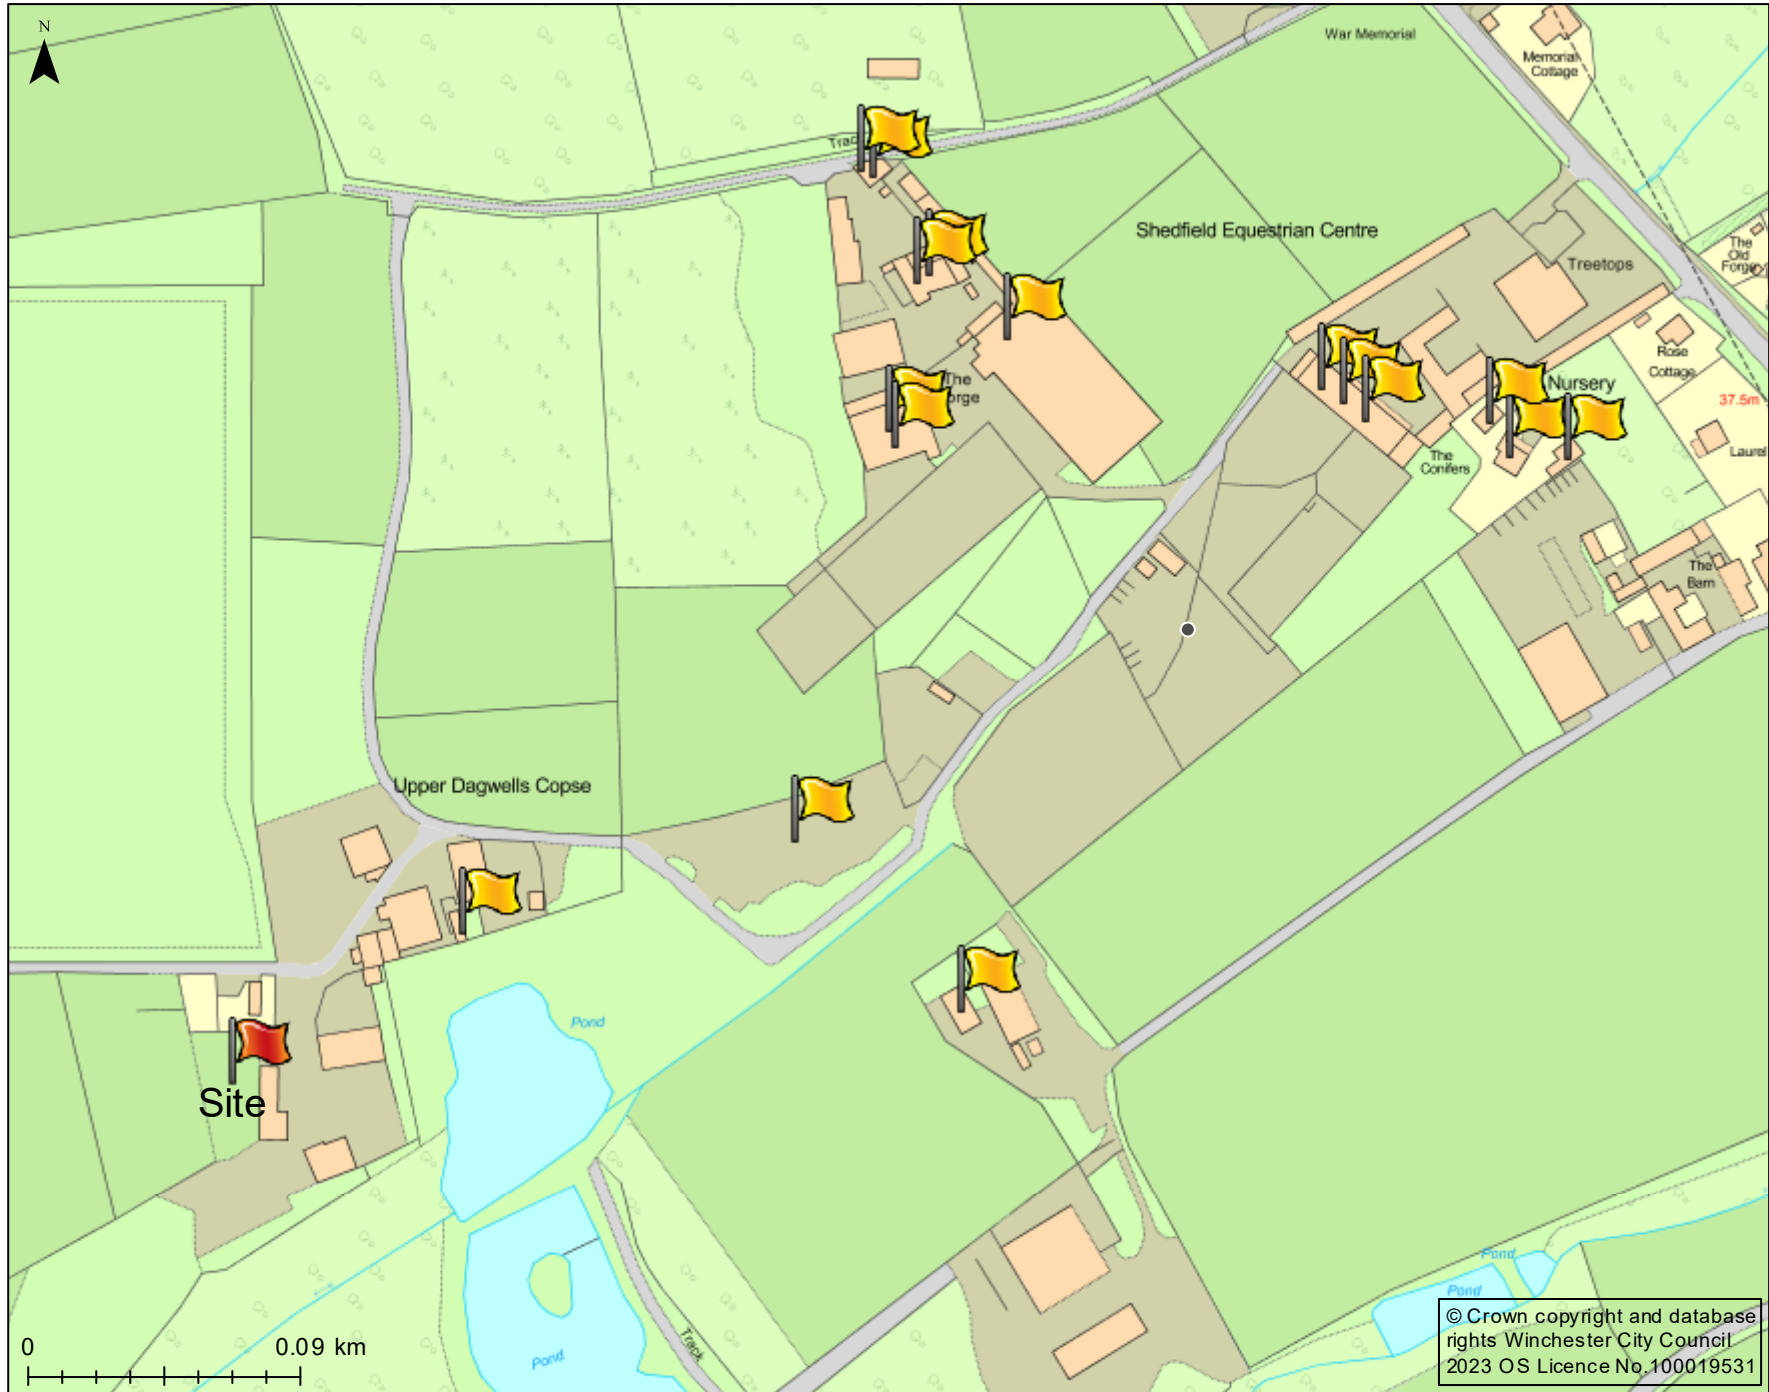 N
War Memorial
Memorial
Cottage
Track
Shedfield Equestrian Centre
The
Old
Forge
Treetops
Rose
Cottage
The
Nursery
37.5m
Laurel
The
Conifers
The
Barn
Upper Dagwells Copse
Pond
Site
Pond
Pond
Track
Pond
0
0.09 km
© Crown copyright and database
rights Winchester City Council
2023 OS Licence No.100019531